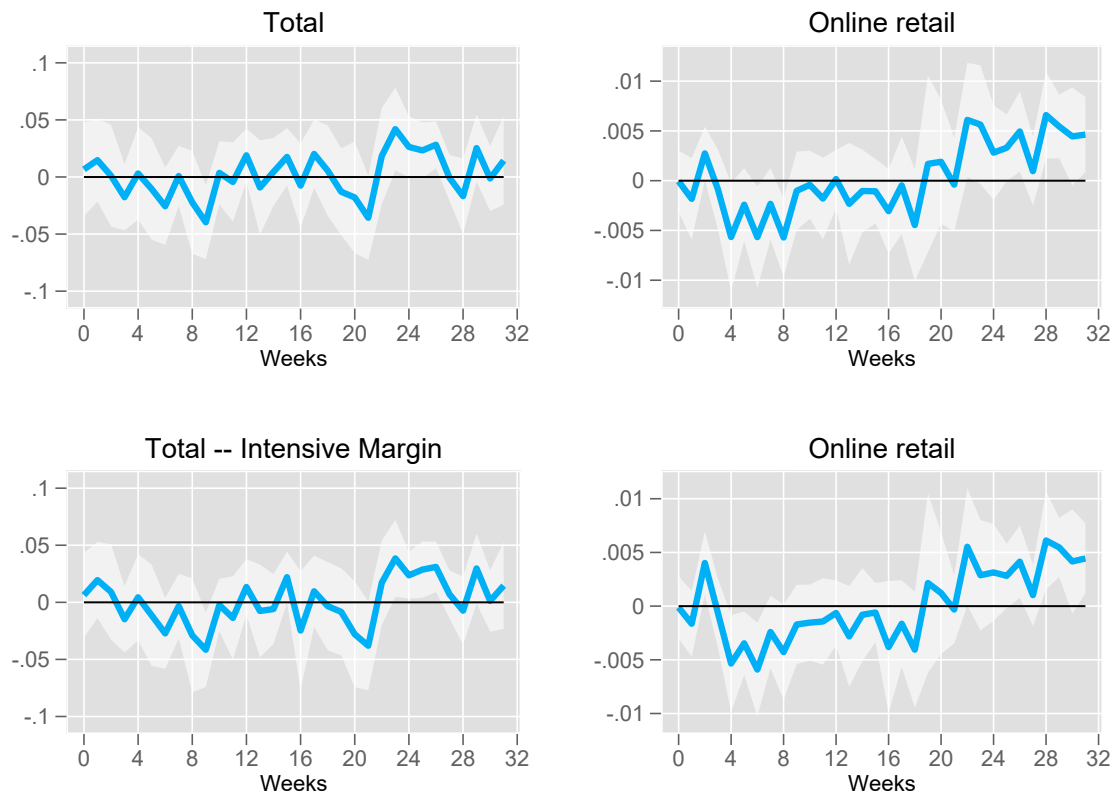 Total
.1
.05
0
-.05
-.1
0 4 8 12 16 20 24 28 32
Weeks
Online retail
.01
.005
0
-.005
-.01
0 4 8 12 16 20 24 28 32
Weeks
Total -- Intensive Margin
.1
.05
0
-.05
-.1
0 4 8 12 16 20 24 28 32
Weeks
Online retail
.01
.005
0
-.005
-.01
0 4 8 12 16 20 24 28 32
Weeks